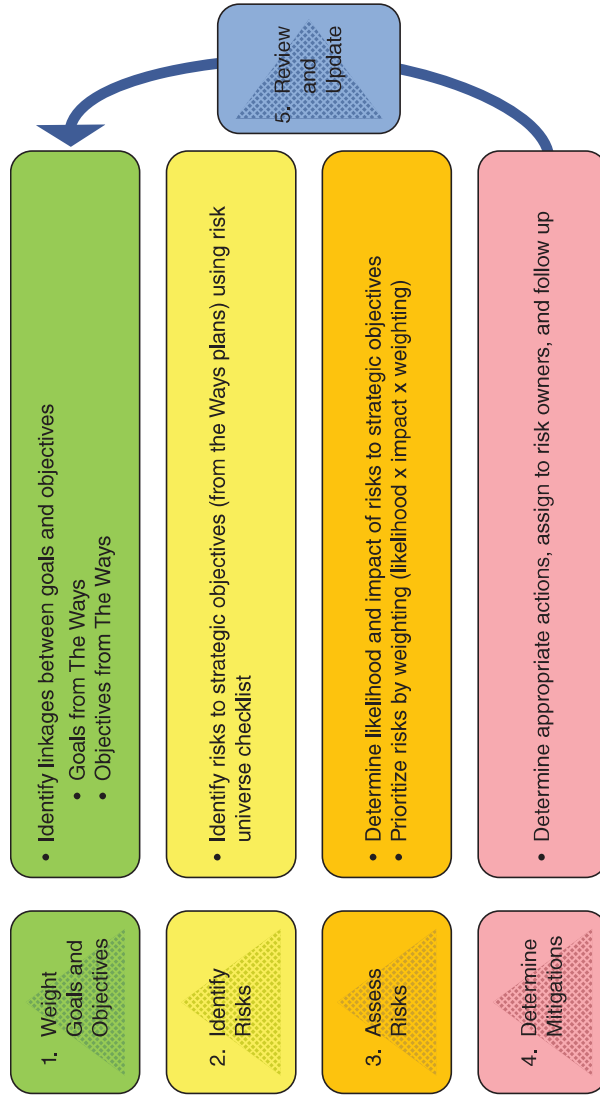 1. Weight
Goals and
Objectives
• Identify linkages between goals and objectives
• Goals from The Ways
• Objectives from The Ways
2. Identify
Risks
• Identify risks to strategic objectives (from the Ways plans) using risk
universe checklist
3. Assess
Risks
• Determine likelihood and impact of risks to strategic objectives
• Prioritize risks by weighting (likelihood x impact x weighting)
4. Determine
Mitigations
• Determine appropriate actions, assign to risk owners, and follow up
5. Review
and
Update